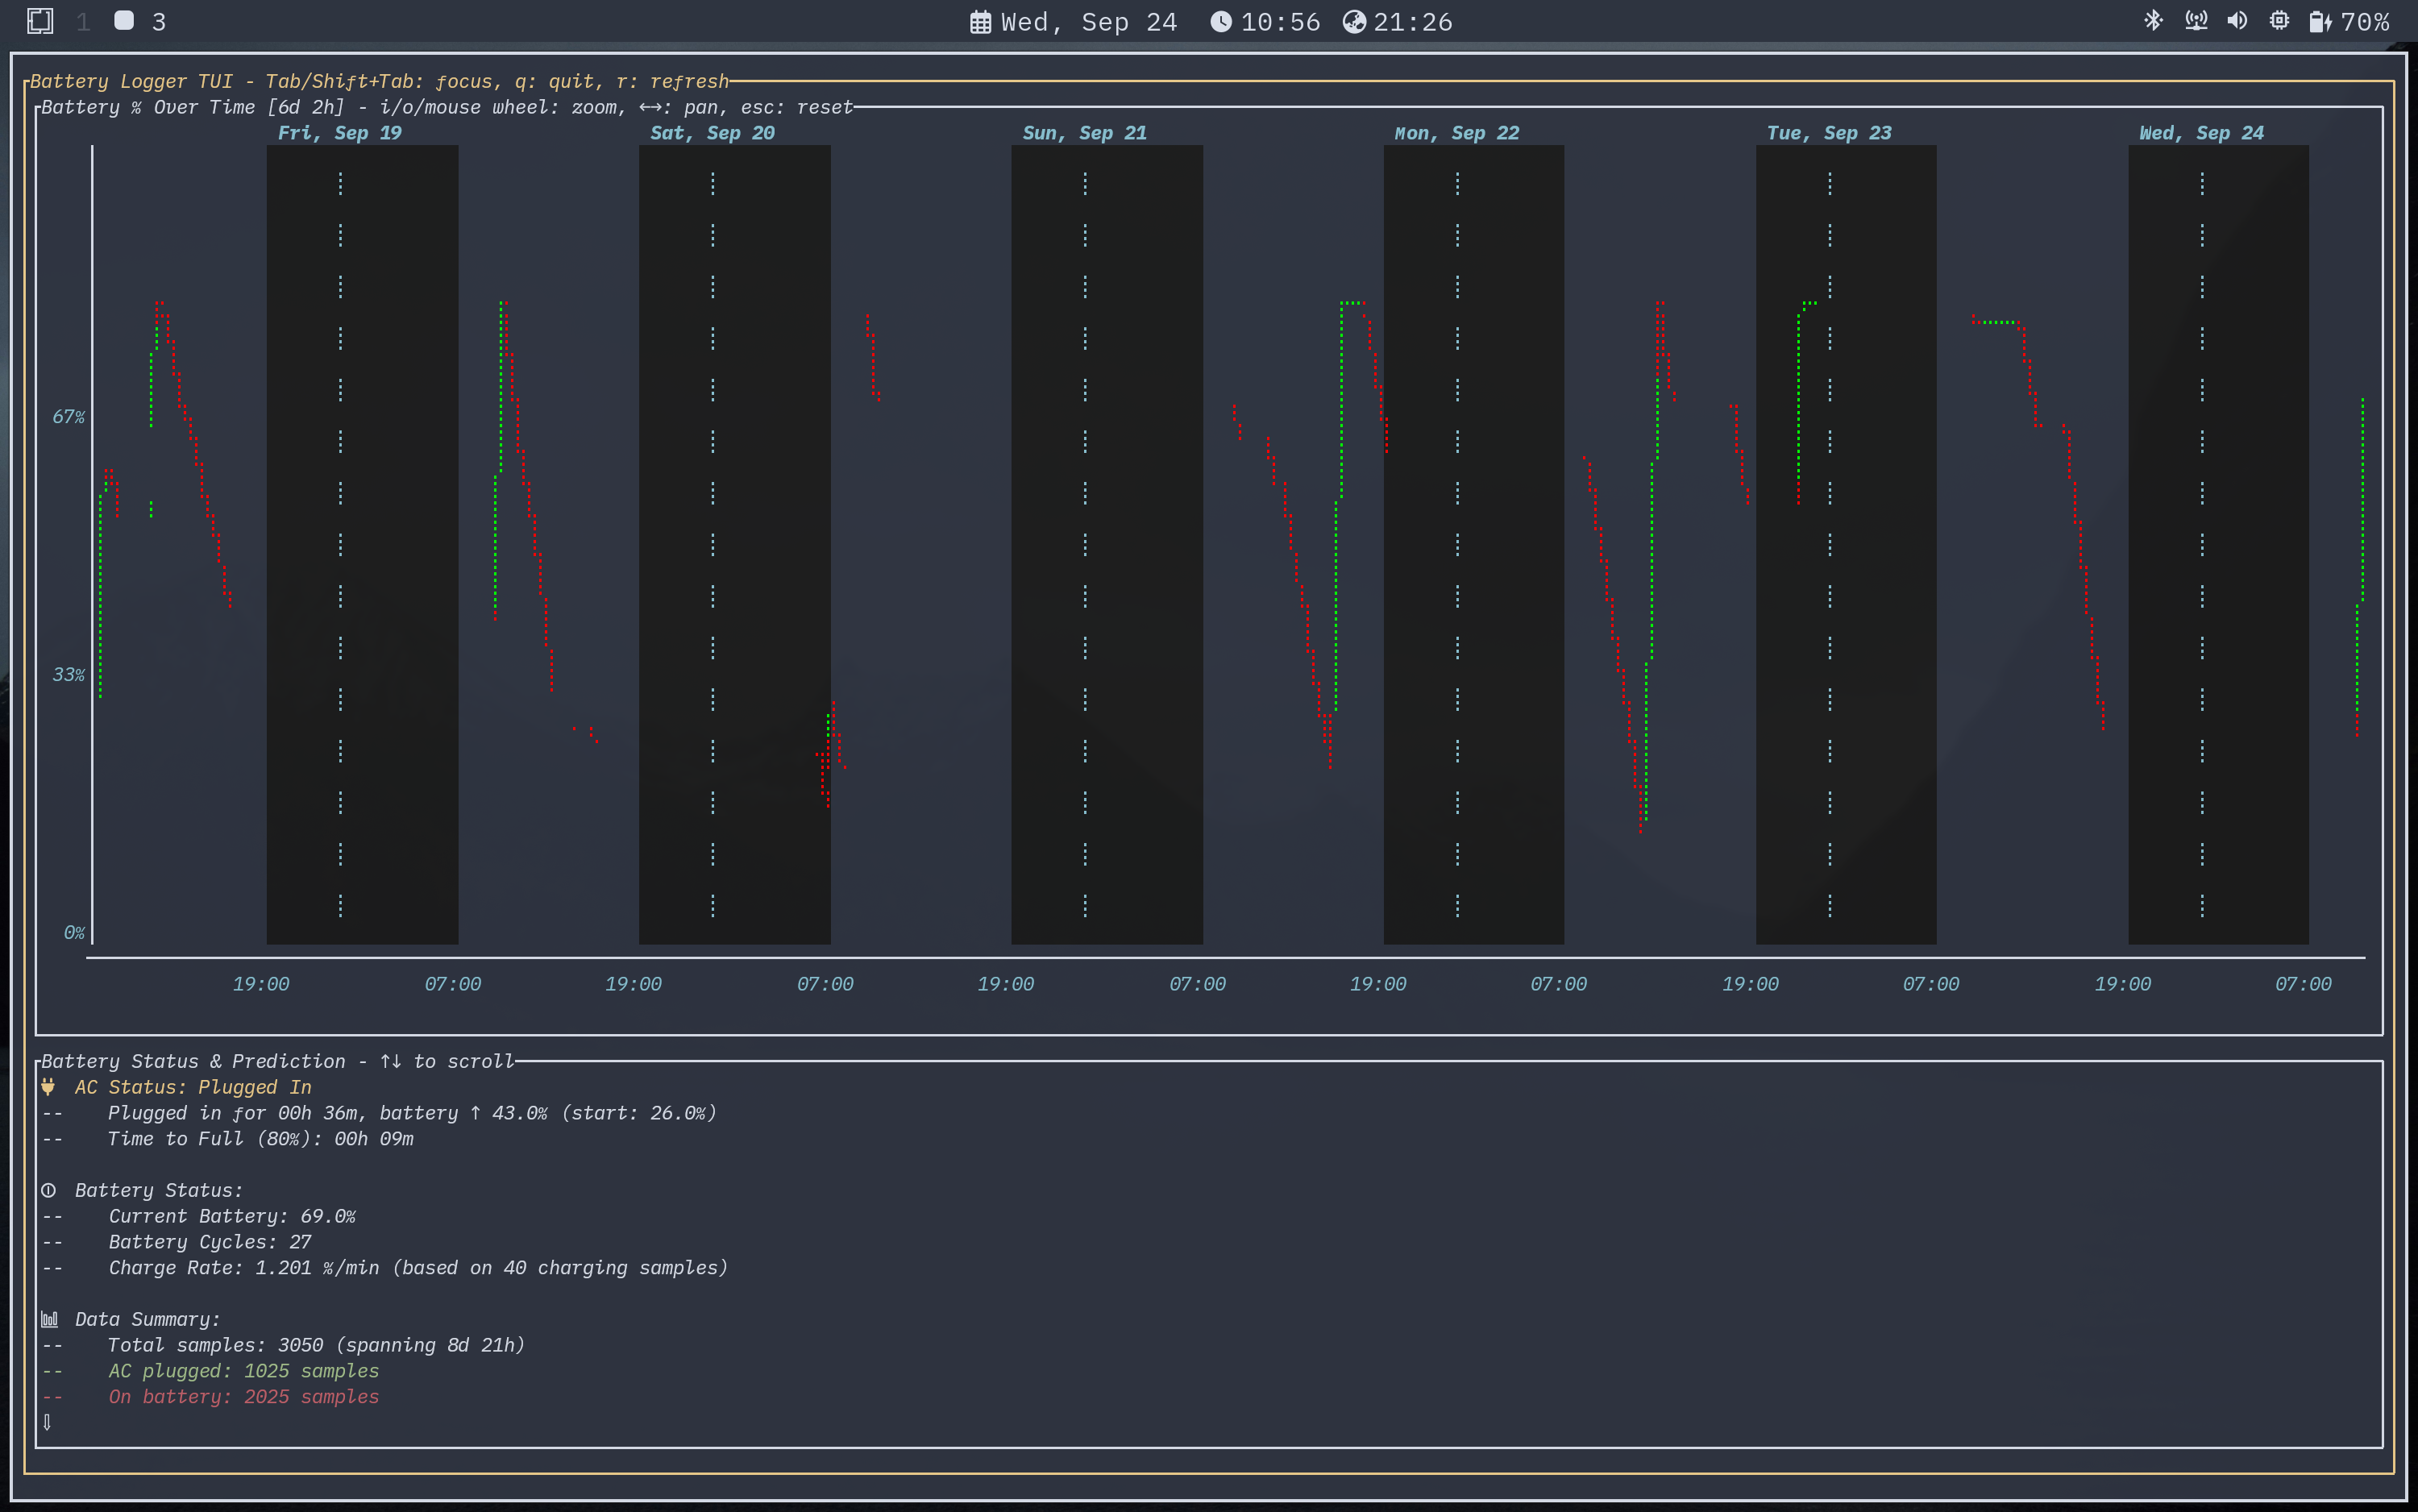 1 3 Wed, Sep 24 10:56 21:26 70%
Battery Logger TUI - Tab/Shift+Tab: focus, q: quit, r: refresh
Battery % Over Time [6d 2h] - i/o/mouse wheel: zoom, ←→: pan, esc: reset
Fri, Sep 19 Sat, Sep 20 Sun, Sep 21 Mon, Sep 22 Tue, Sep 23 Wed, Sep 24
67%
33%
0%
19:00 07:00 19:00 07:00 19:00 07:00 19:00 07:00 19:00 07:00 19:00 07:00
Battery Status & Prediction - ↑↓ to scroll
AC Status: Plugged In
-- Plugged in for 00h 36m, battery ↑ 43.0% (start: 26.0%)
-- Time to Full (80%): 00h 09m
Battery Status:
-- Current Battery: 69.0%
-- Battery Cycles: 27
-- Charge Rate: 1.201 %/min (based on 40 charging samples)
Data Summary:
-- Total samples: 3050 (spanning 8d 21h)
-- AC plugged: 1025 samples
-- On battery: 2025 samples
⇩